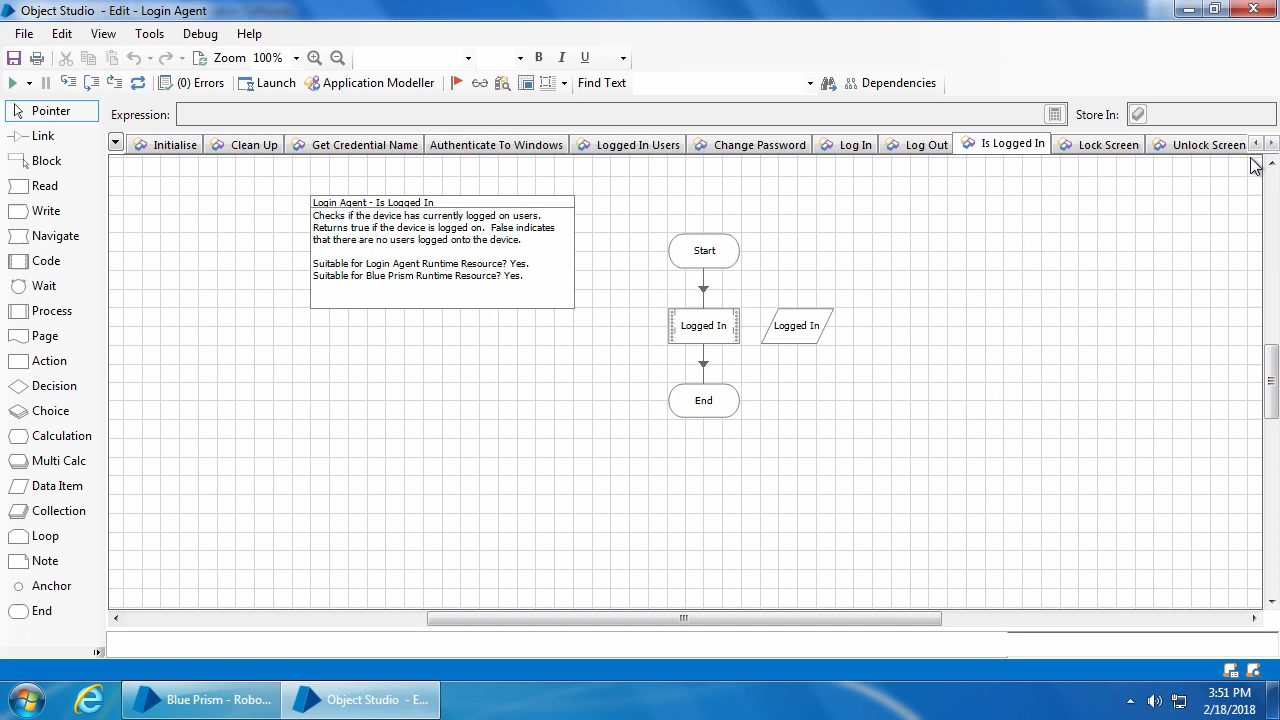 Object Studio - Edit - Login Agent
File Edit View Tools Debug Help
Zoom 100% B I U
(0) Errors Launch Application Modeller Find Text Dependencies
Pointer
Expression: Store In:
Link
Initialise Clean Up Get Credential Name Authenticate To Windows Logged In Users Change Password Log In Log Out Is Logged In Lock Screen Unlock Screen
Block
Read
Write
Navigate
Code
Wait
Process
Page
Action
Decision
Choice
Calculation
Multi Calc
Data Item
Collection
Loop
Note
Anchor
End
Login Agent - Is Logged In
Checks if the device has currently logged on users.
Returns true if the device is logged on. False indicates
that there are no users logged onto the device.
Suitable for Login Agent Runtime Resource? Yes.
Suitable for Blue Prism Runtime Resource? Yes.
Start
Logged In Logged In
End
Blue Prism - Robo... Object Studio - E...
3:51 PM
2/18/2018